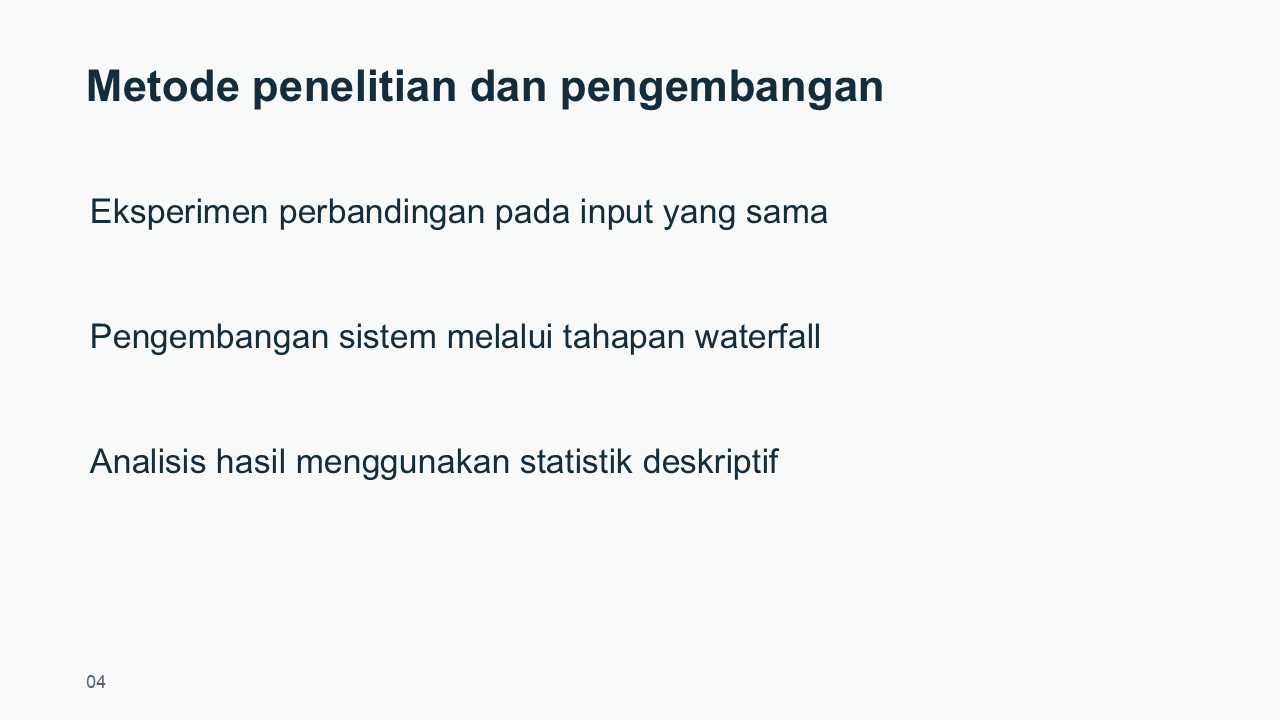 Metode penelitian dan pengembangan
Eksperimen perbandingan pada input yang sama
Pengembangan sistem melalui tahapan waterfall
Analisis hasil menggunakan statistik deskriptif
04